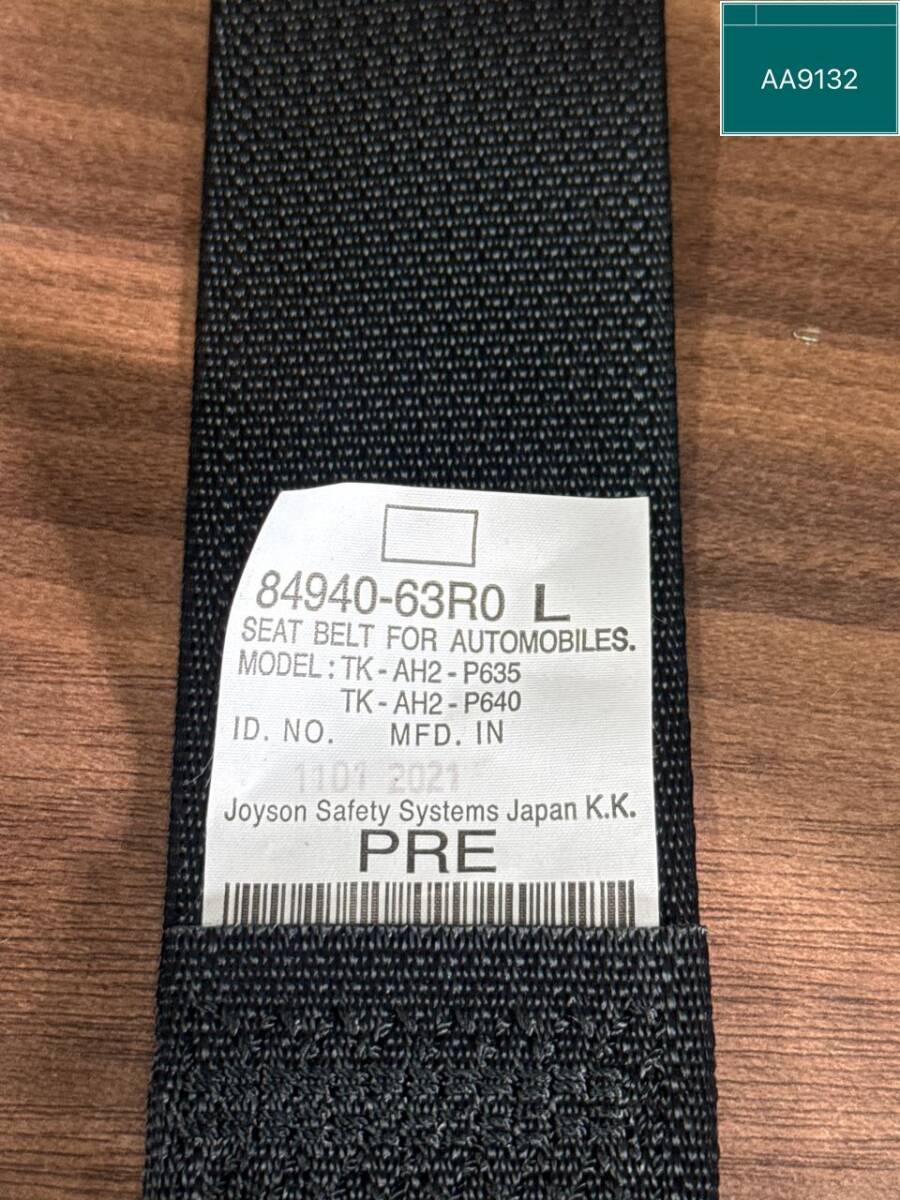 AA9132
84940-63R0 L
SEAT BELT FOR AUTOMOBILES.
MODEL : TK-AH2-P635
TK-AH2-P640
ID. NO. MFD. IN
1101 2021
Joyson Safety Systems Japan K.K.
PRE